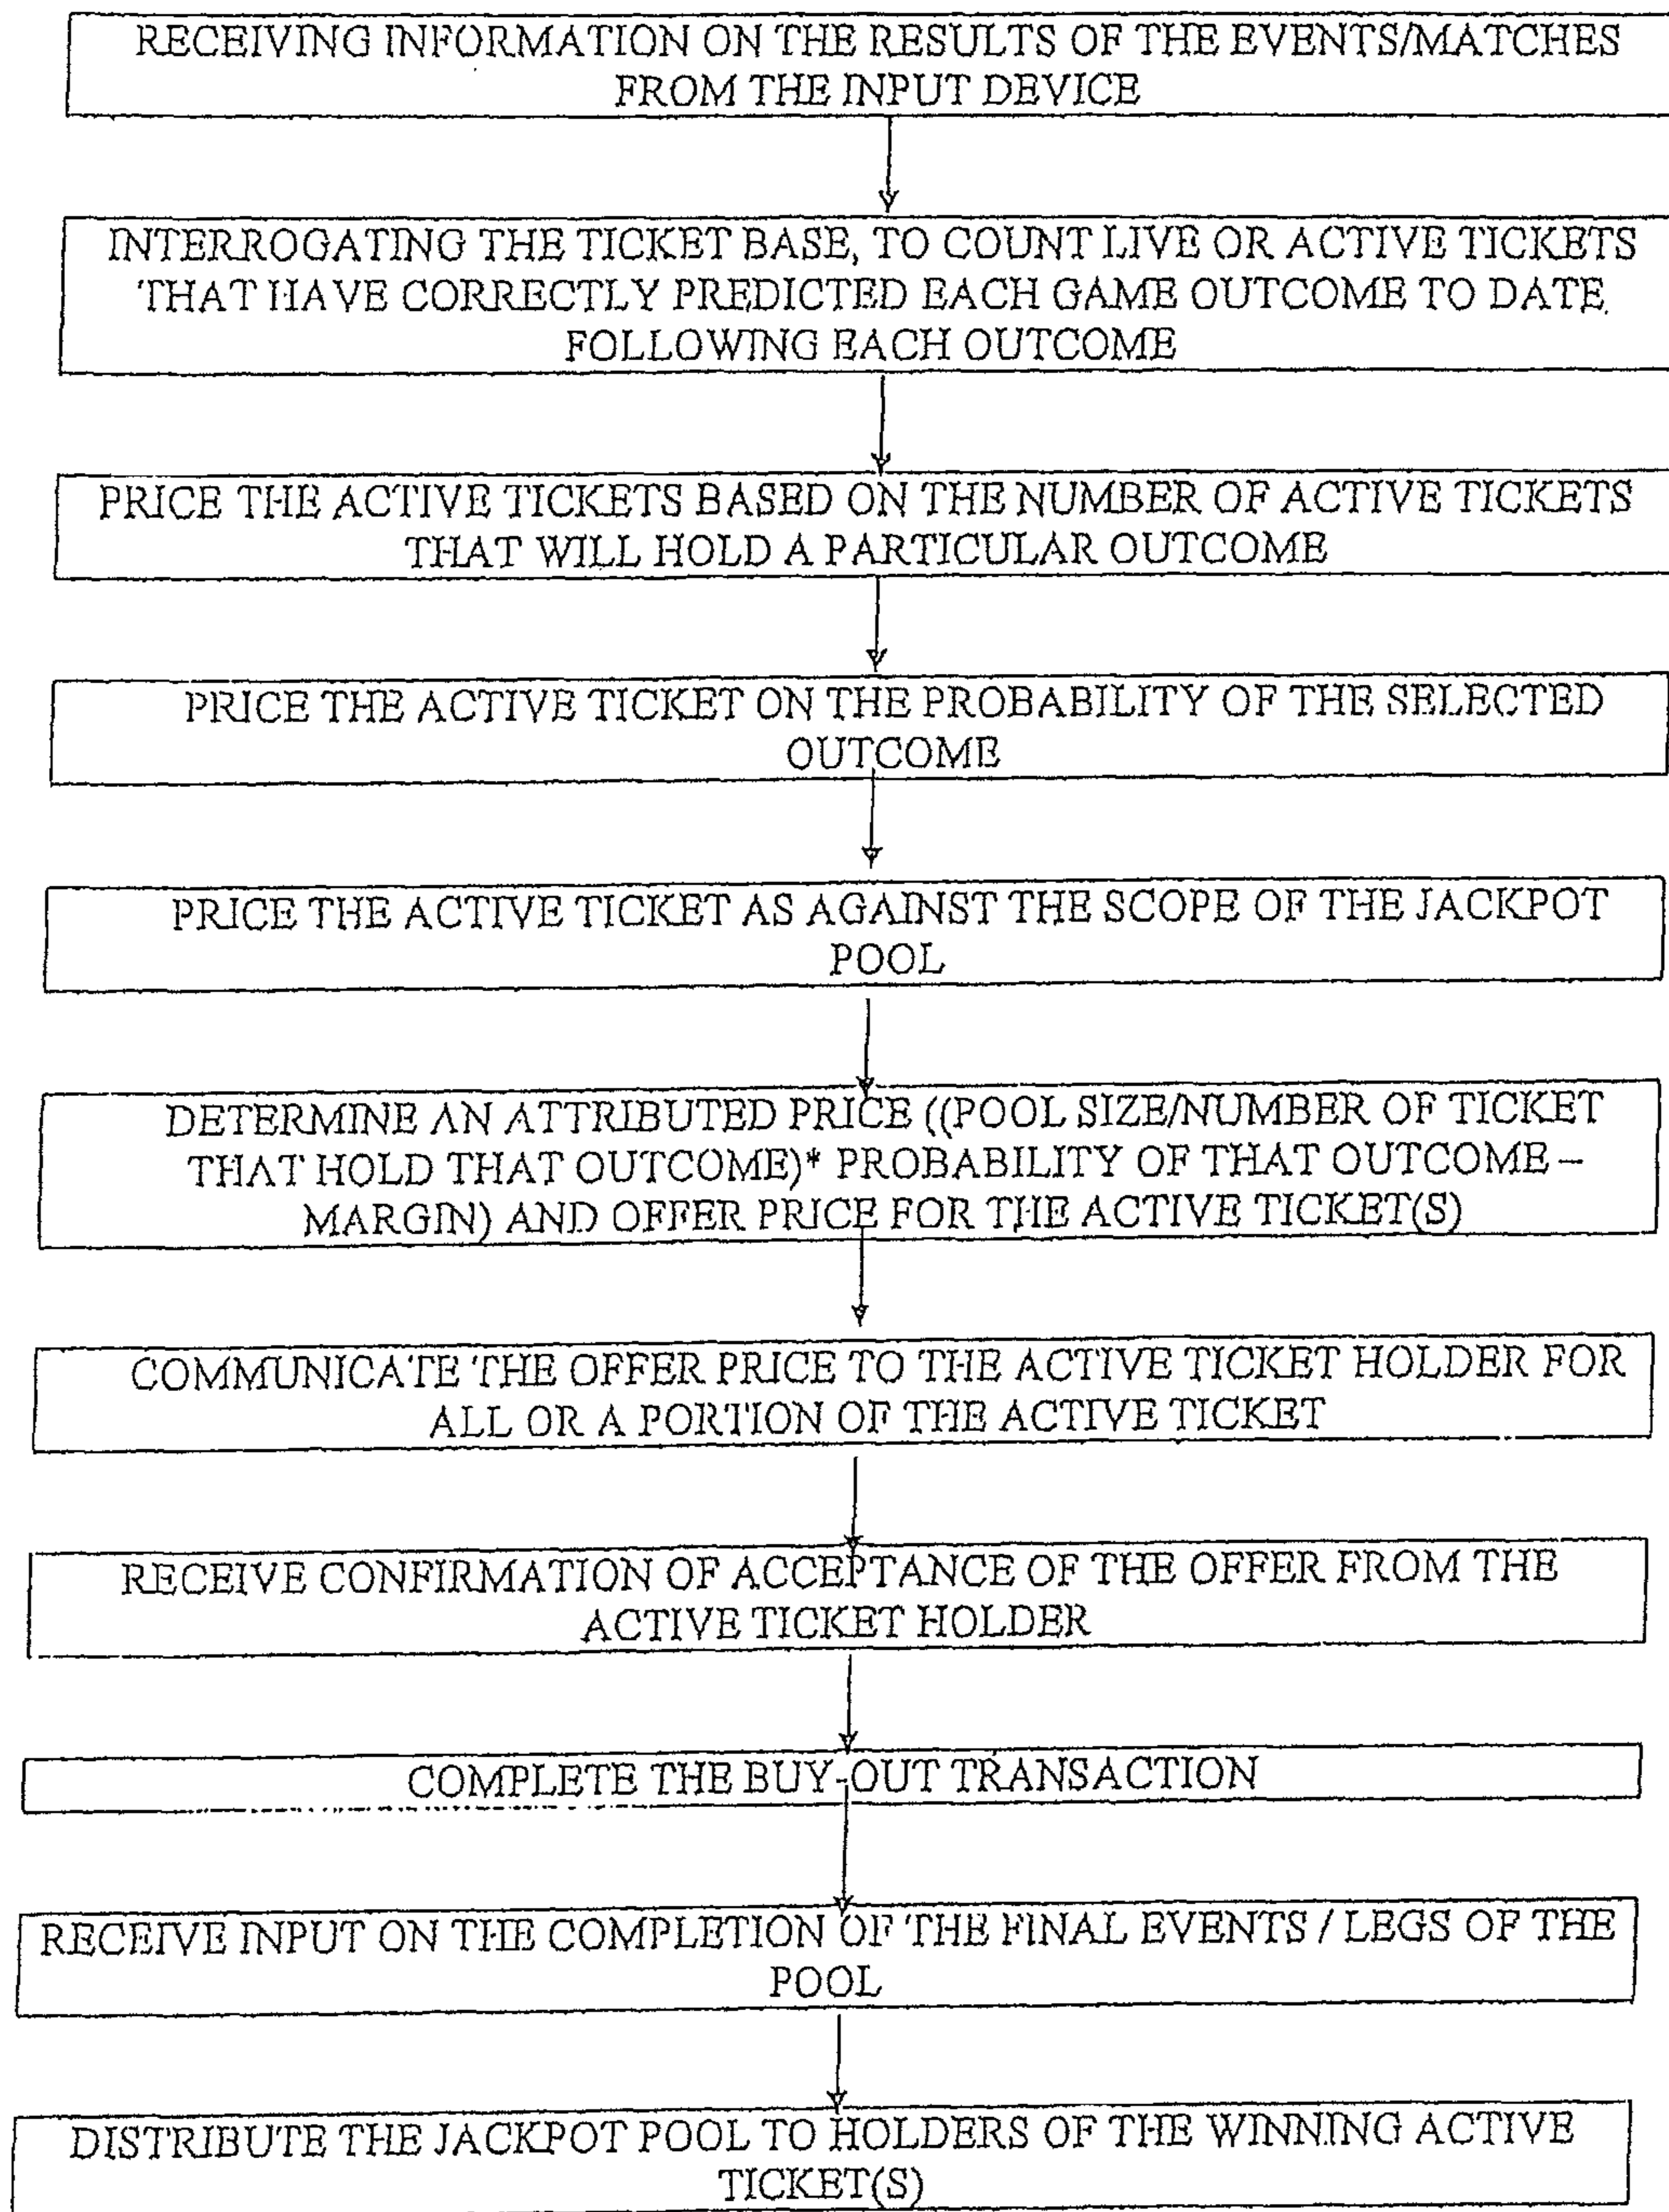 RECEIVING INFORMATION ON THE RESULTS OF THE EVENTS/MATCHES
FROM THE INPUT DEVICE
INTERROGATING THE TICKET BASE, TO COUNT LIVE OR ACTIVE TICKETS
THAT HAVE CORRECTLY PREDICTED EACH GAME OUTCOME TO DATE
FOLLOWING EACH OUTCOME
PRICE THE ACTIVE TICKETS BASED ON THE NUMBER OF ACTIVE TICKETS
THAT WILL HOLD A PARTICULAR OUTCOME
PRICE THE ACTIVE TICKET ON THE PROBABILITY OF THE SELECTED
OUTCOME
PRICE THE ACTIVE TICKET AS AGAINST THE SCOPE OF THE JACKPOT
POOL
DETERMINE AN ATTRIBUTED PRICE ((POOL SIZE/NUMBER OF TICKET
THAT HOLD THAT OUTCOME)* PROBABILITY OF THAT OUTCOME –
MARGIN) AND OFFER PRICE FOR THE ACTIVE TICKET(S)
COMMUNICATE THE OFFER PRICE TO THE ACTIVE TICKET HOLDER FOR
ALL OR A PORTION OF THE ACTIVE TICKET
RECEIVE CONFIRMATION OF ACCEPTANCE OF THE OFFER FROM THE
ACTIVE TICKET HOLDER
COMPLETE THE BUY-OUT TRANSACTION
RECEIVE INPUT ON THE COMPLETION OF THE FINAL EVENTS / LEGS OF THE
POOL
DISTRIBUTE THE JACKPOT POOL TO HOLDERS OF THE WINNING ACTIVE
TICKET(S)